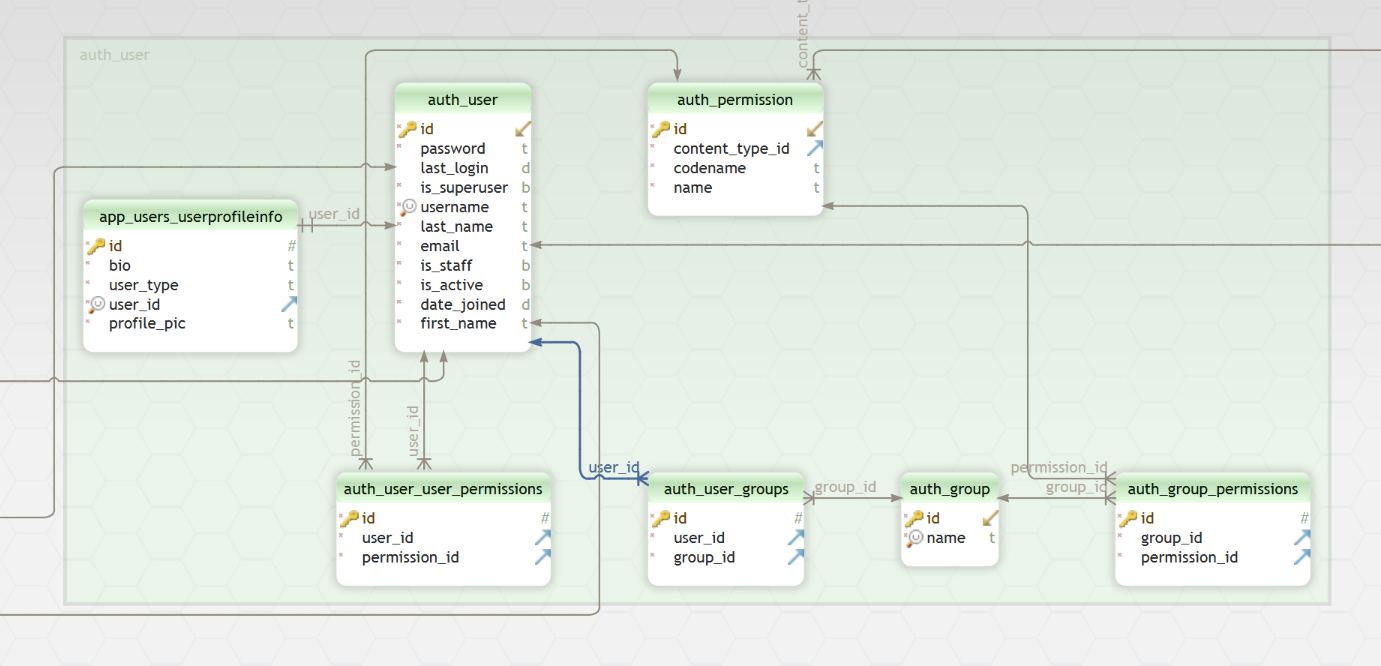 content_t
auth_user
auth_user
id
password t
last_login d
is_superuser b
username t
last_name t
email t
is_staff b
is_active b
date_joined d
first_name t
auth_permission
id
content_type_id
codename t
name t
app_users_userprofileinfo
id #
bio t
user_type t
user_id
profile_pic t
user_id
permission_id
user_id
auth_user_user_permissions
id #
user_id
permission_id
user_id
auth_user_groups
id #
user_id
group_id
group_id
auth_group
id
name t
permission_id
group_id
auth_group_permissions
id #
group_id
permission_id